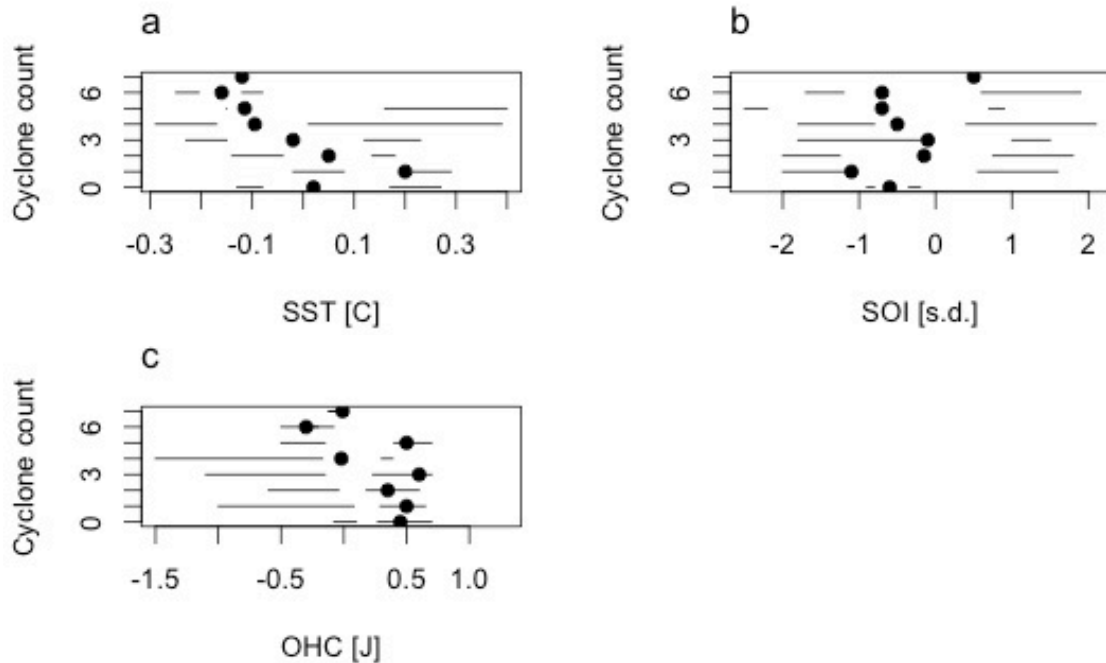 a
Cyclone count
0 3 6
-0.3 -0.1 0.1 0.3
SST [C]
b
Cyclone count
0 3 6
-2 -1 0 1 2
SOI [s.d.]
c
Cyclone count
0 3 6
-1.5 -0.5 0.5 1.0
OHC [J]